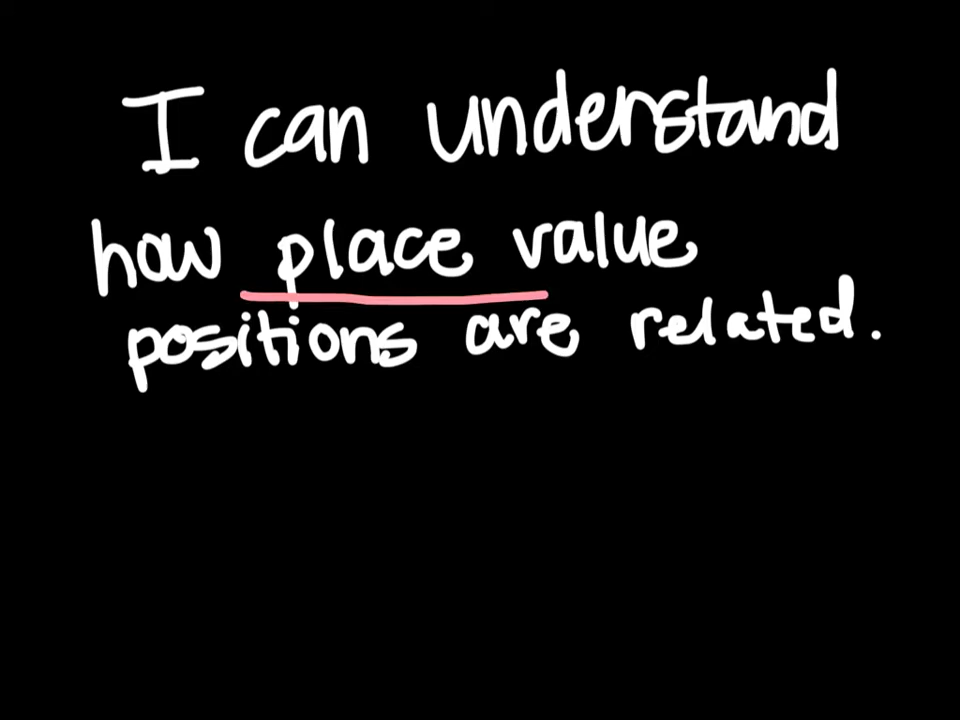 I can understand
how place value
positions are related.